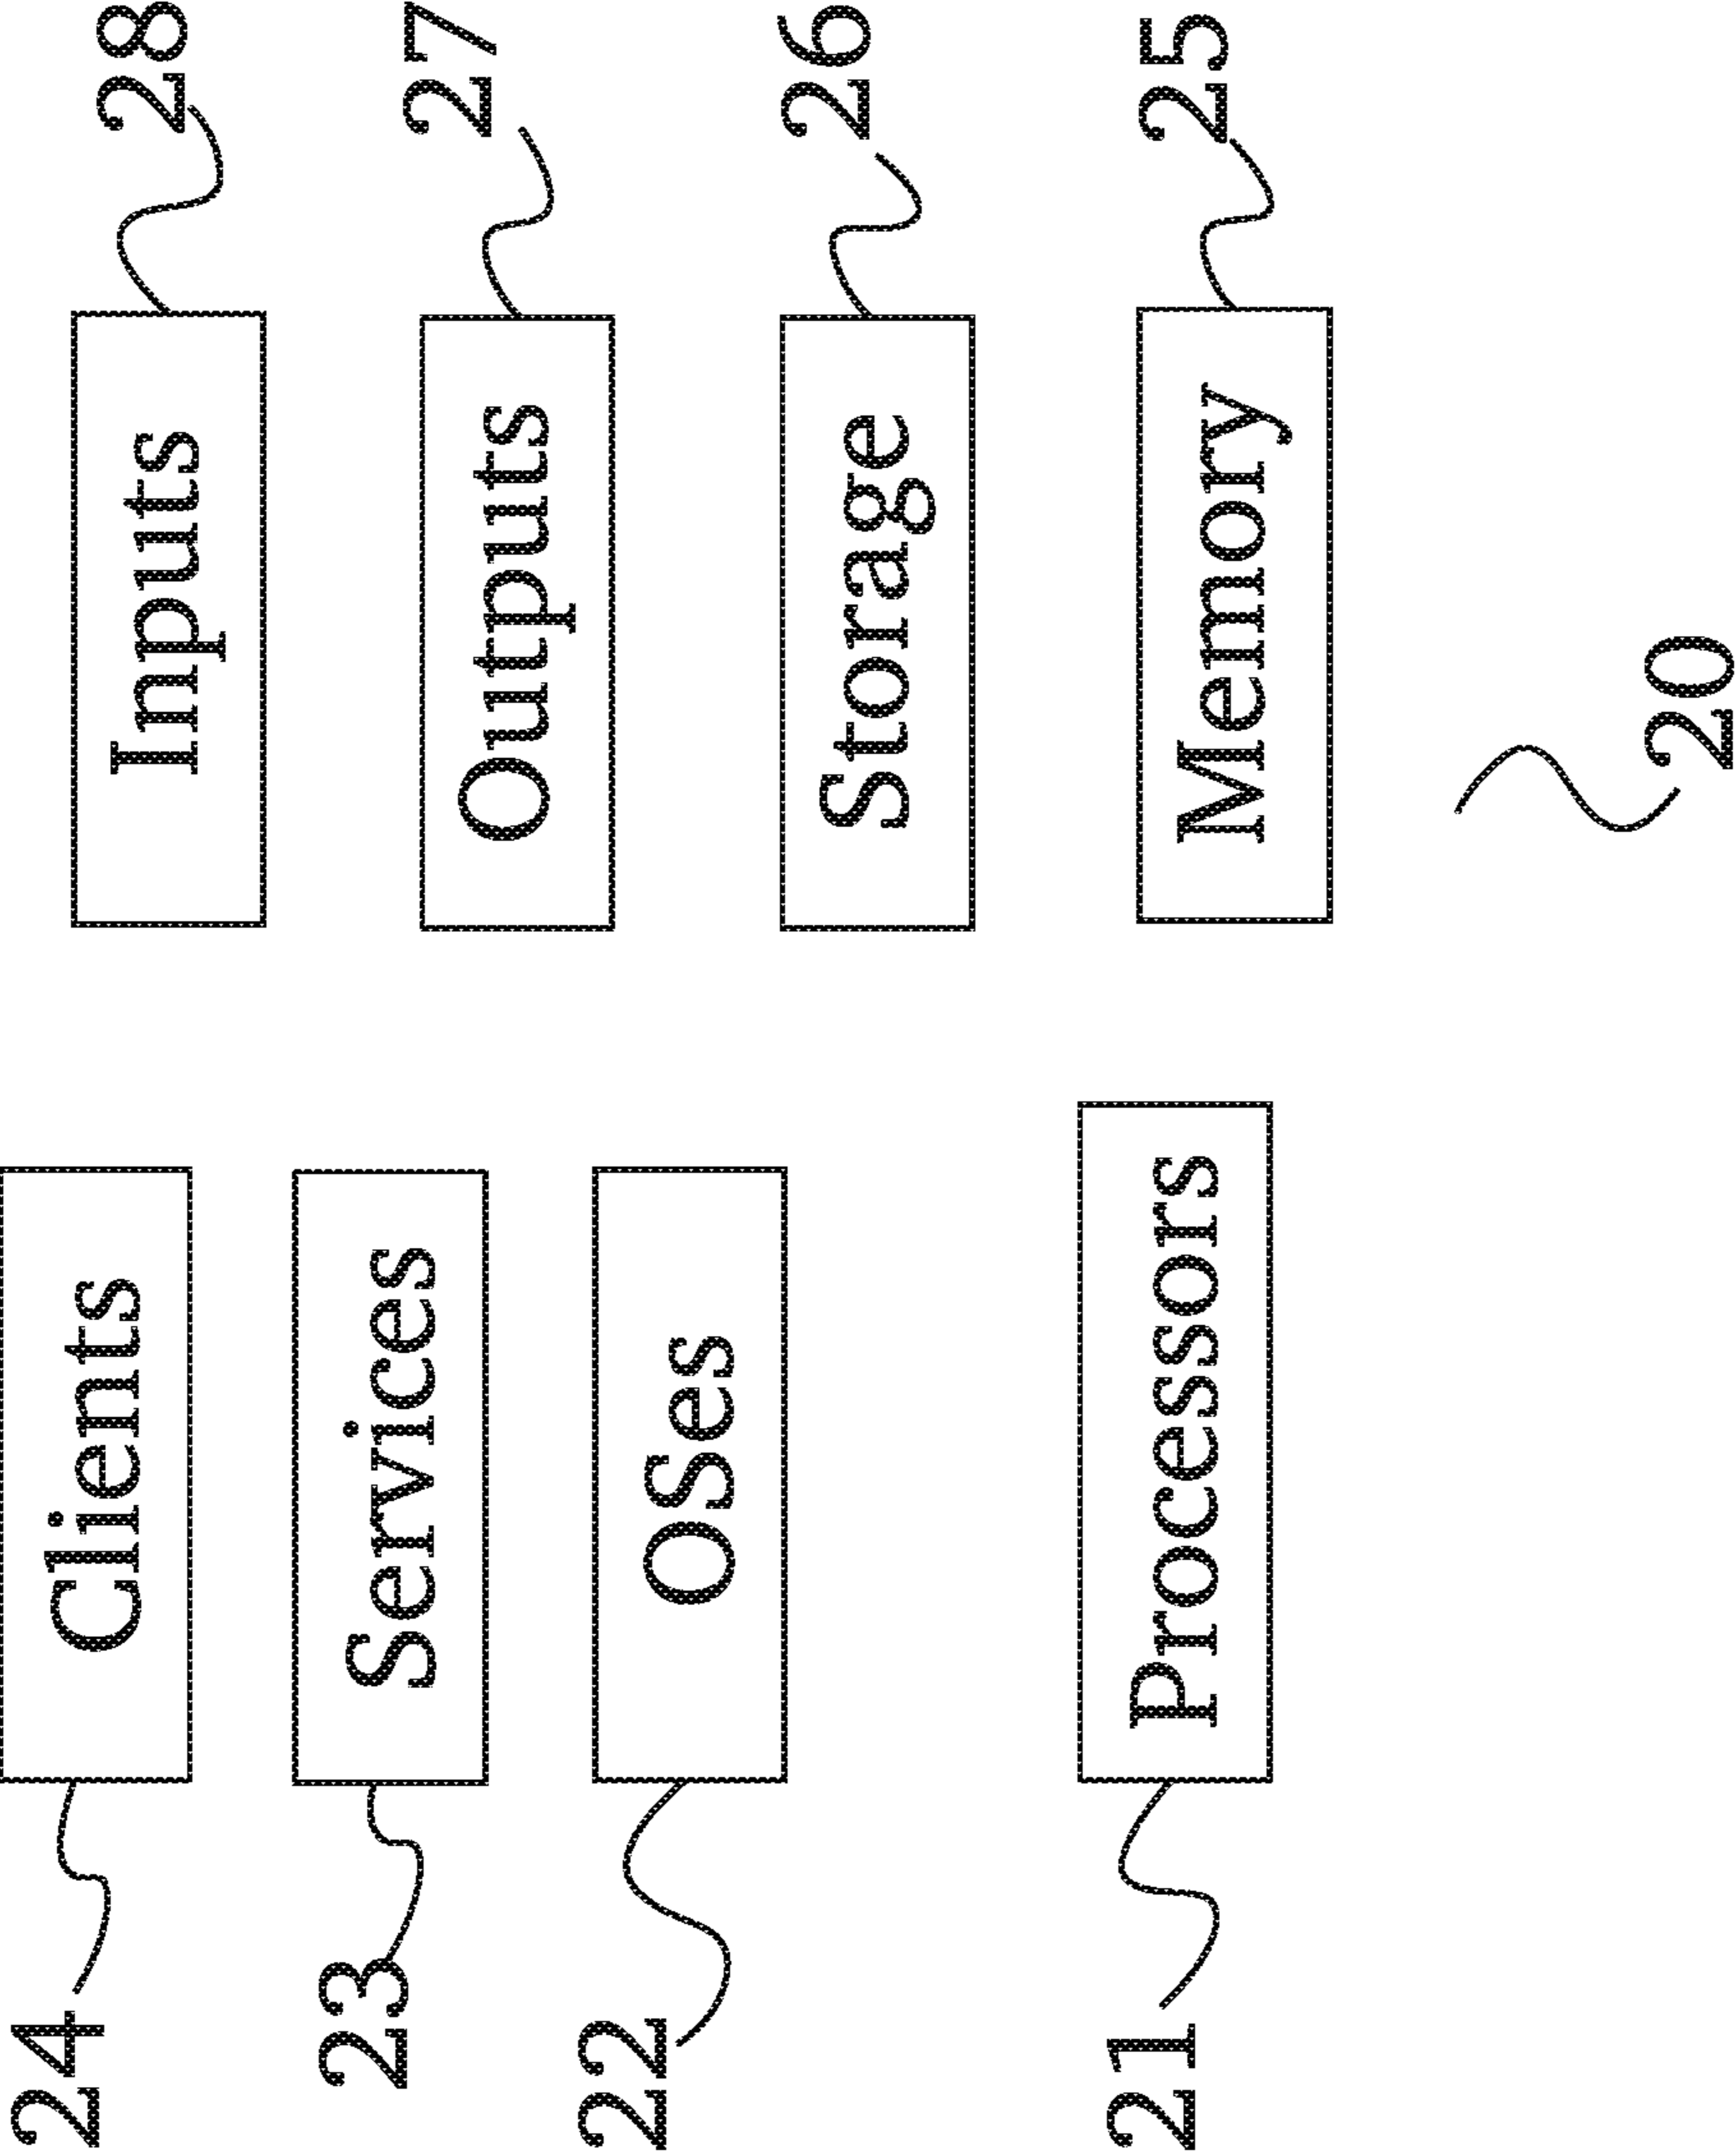 24
Clients
Inputs
28
23
Services
Outputs
27
22
OSes
Storage
26
21
Processors
Memory
25
20